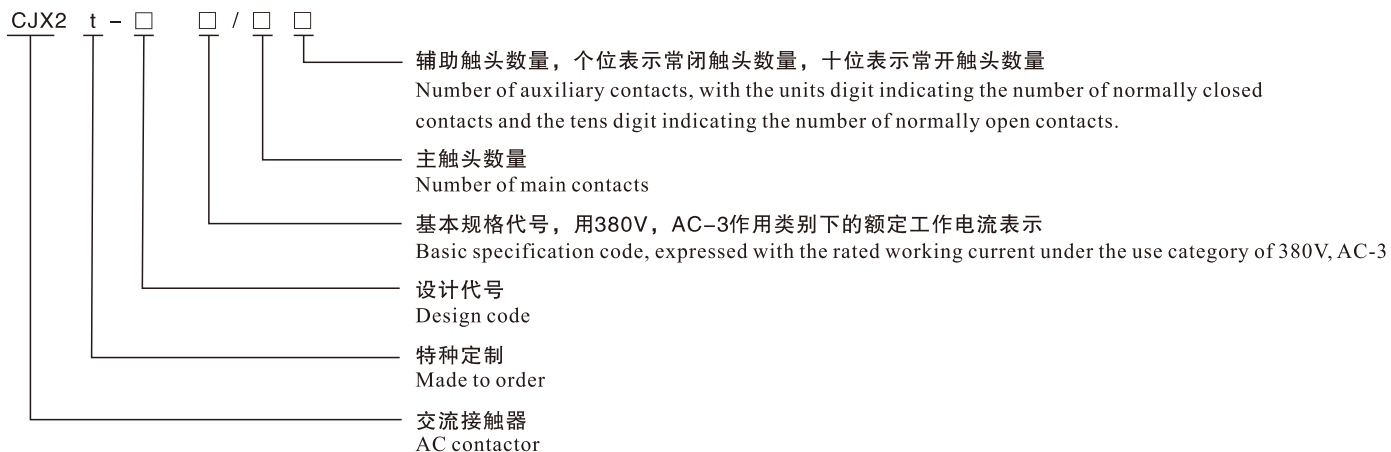 CJX2 t - □ □ / □ □
辅助触头数量，个位表示常闭触头数量，十位表示常开触头数量
Number of auxiliary contacts, with the units digit indicating the number of normally closed
contacts and the tens digit indicating the number of normally open contacts.
主触头数量
Number of main contacts
基本规格代号，用380V，AC-3作用类别下的额定工作电流表示
Basic specification code, expressed with the rated working current under the use category of 380V, AC-3
设计代号
Design code
特种定制
Made to order
交流接触器
AC contactor